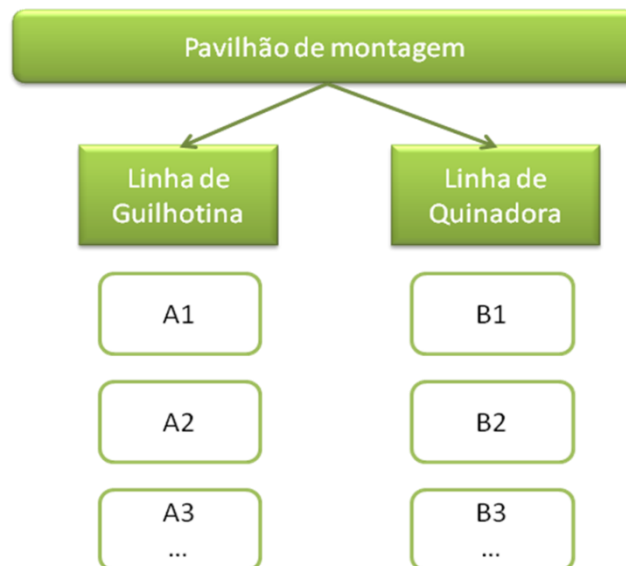 Pavilhão de montagem
Linha de
Guilhotina
Linha de
Quinadora
A1
B1
A2
B2
A3
...
B3
...